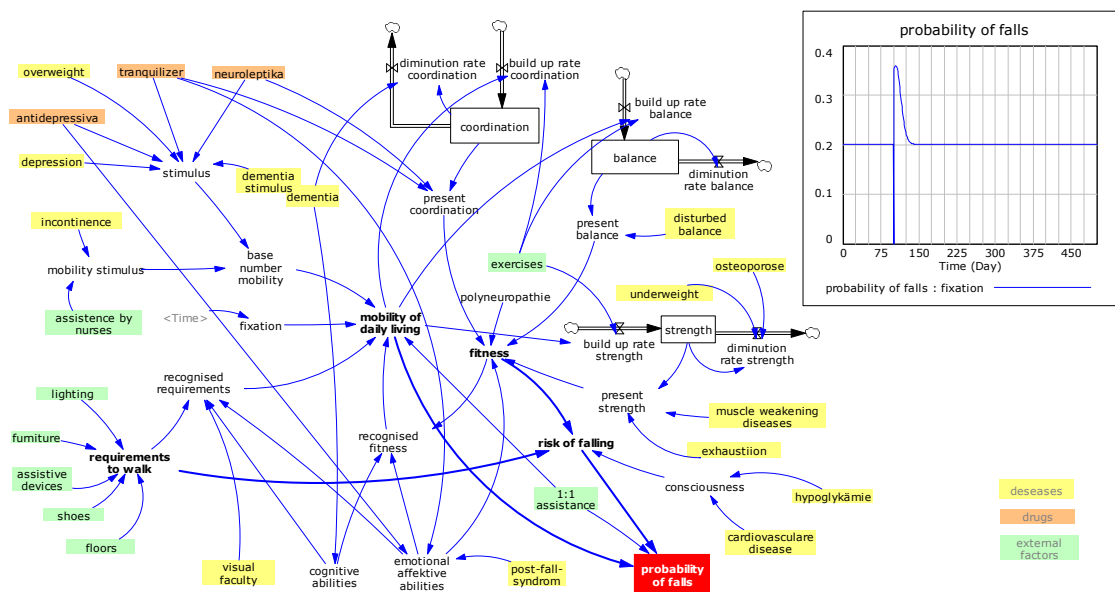 probability of falls
0.4
0.3
0.2
0.1
0
0 75 150 225 300 375 450
Time (Day)
probability of falls : fixation
overweight
tranquilizer
neuroleptika
diminution rate
coordination
build up rate
coordination
antidepressiva
coordination
build up rate
balance
balance
depression
stimulus
dementia
stimulus
dementia
diminution
rate balance
present
coordination
incontinence
present
balance
disturbed
balance
mobility stimulus
base
number
mobility
exercises
osteoporose
assistence by
nurses
<Time>
fixation
mobility of
daily living
polyneuropathie
underweight
fitness
build up rate
strength
strength
diminution
rate strength
recognised
requirements
lighting
present
strength
muscle weakening
diseases
furniture
requirements
to walk
recognised
fitness
risk of falling
exhaustiion
assistive
devices
shoes
floors
1:1
assistance
consciousness
hypoglykämie
cardiovasculare
disease
visual
faculty
cognitive
abilities
emotional
affektive
abilities
post-fall-
syndrom
probability
of falls
deseases
drugs
external
factors